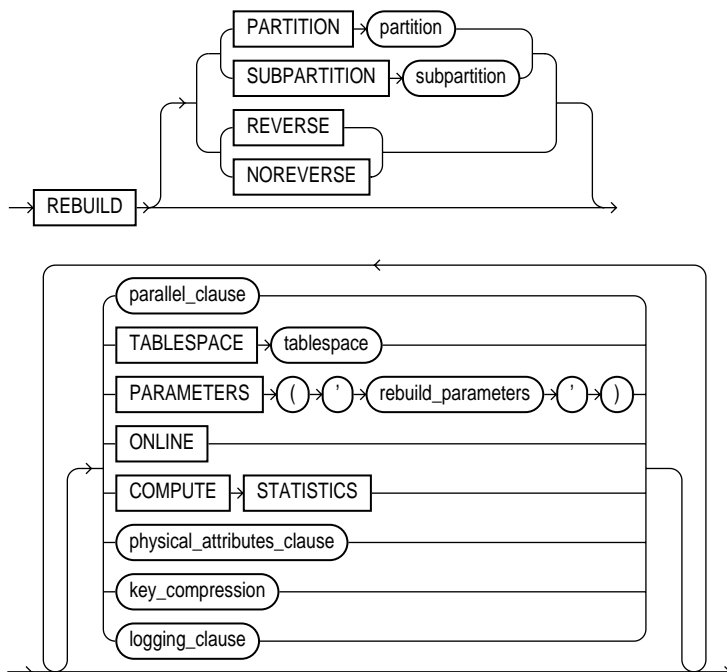 PARTITION partition
SUBPARTITION subpartition
REVERSE
NOREVERSE
REBUILD
parallel_clause
TABLESPACE tablespace
PARAMETERS ( ' rebuild_parameters ' )
ONLINE
COMPUTE STATISTICS
physical_attributes_clause
key_compression
logging_clause